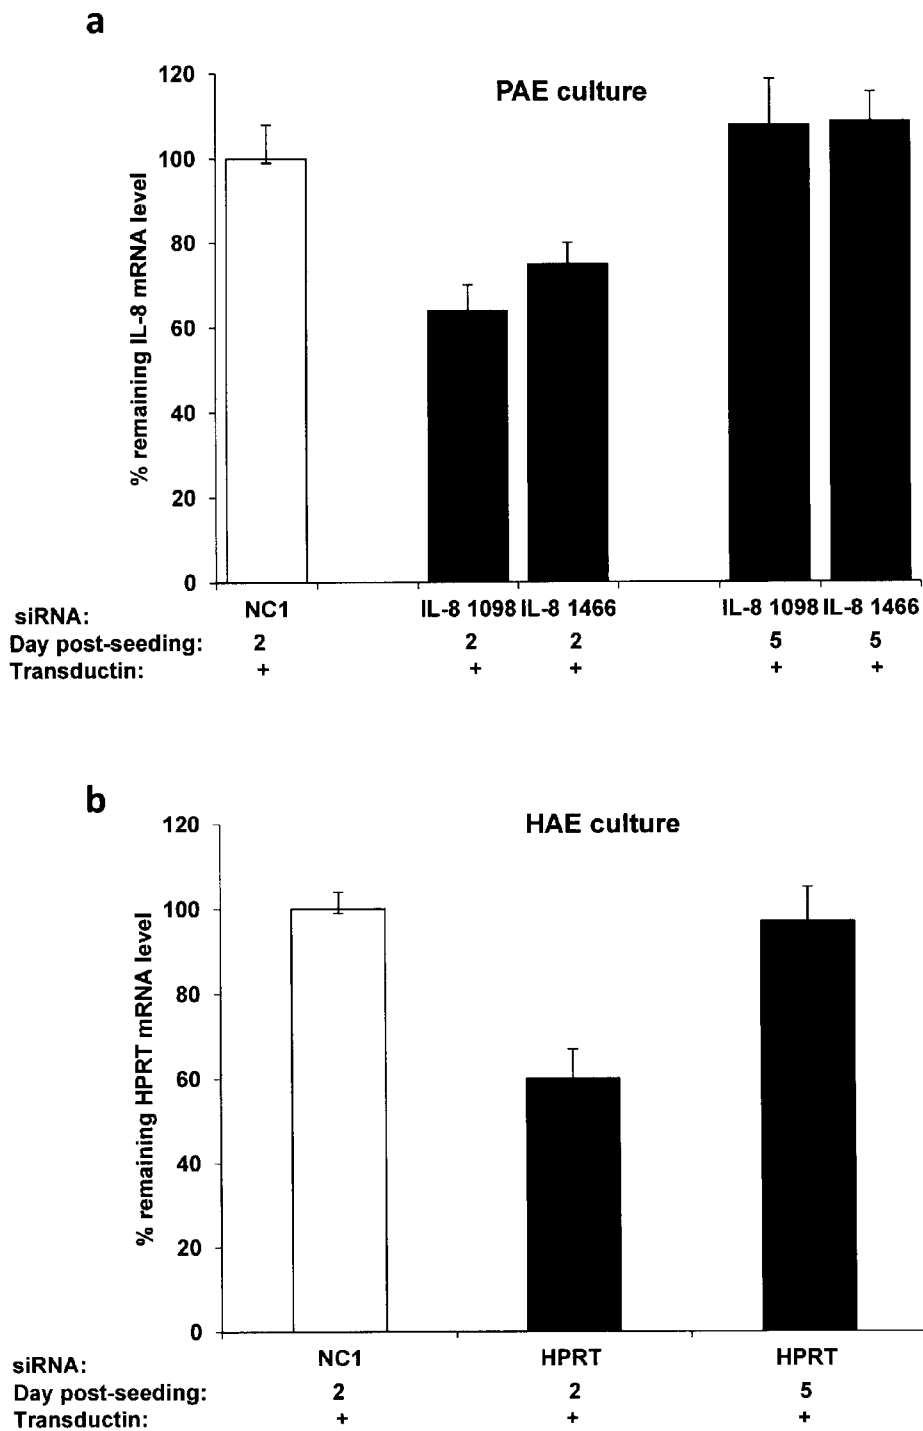 a
PAE culture
% remaining IL-8 mRNA level
120
100
80
60
40
20
0
siRNA: NC1 IL-8 1098 IL-8 1466 IL-8 1098 IL-8 1466
Day post-seeding: 2 2 2 5 5
Transductin: + + + + +
b
HAE culture
% remaining HPRT mRNA level
120
100
80
60
40
20
0
siRNA: NC1 HPRT HPRT
Day post-seeding: 2 2 5
Transductin: + + +